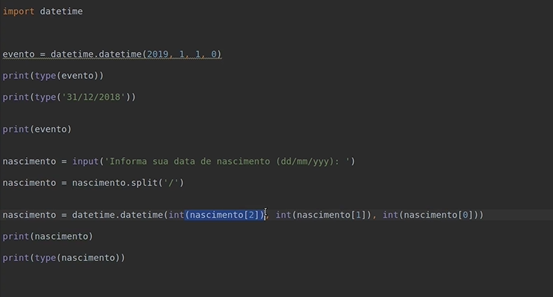 import datetime
evento = datetime.datetime(2019, 1, 1, 0)
print(type(evento))
print(type('31/12/2018'))
print(evento)
nascimento = input('Informa sua data de nascimento (dd/mm/yyy): ')
nascimento = nascimento.split('/')
nascimento = datetime.datetime(int(nascimento[2]), int(nascimento[1]), int(nascimento[0]))
print(nascimento)
print(type(nascimento))